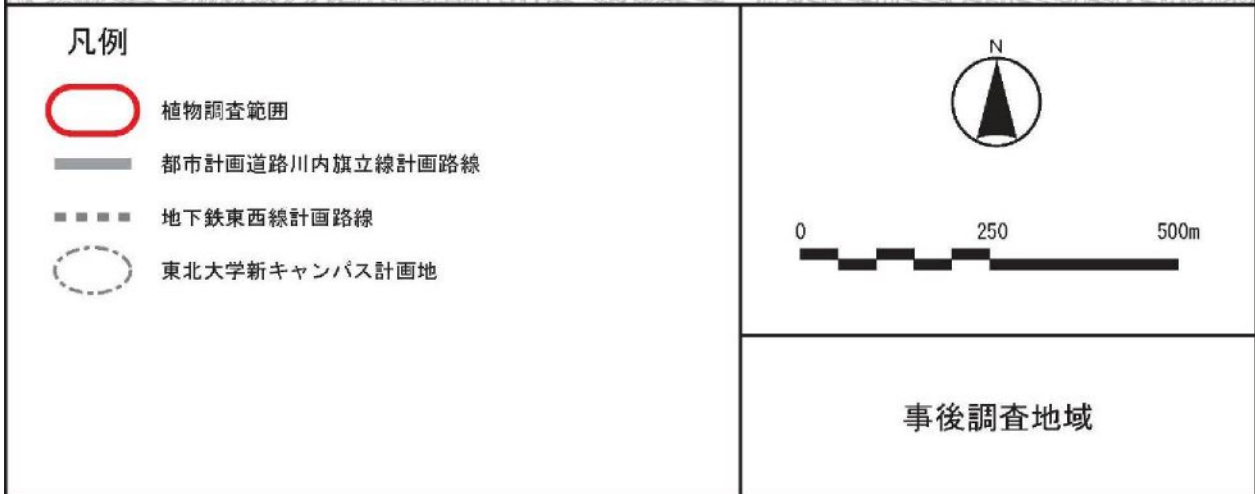 凡例
植物調査範囲
都市計画道路川内旗立線計画路線
地下鉄東西線計画路線
東北大学新キャンパス計画地
N
0 250 500m
事後調査地域